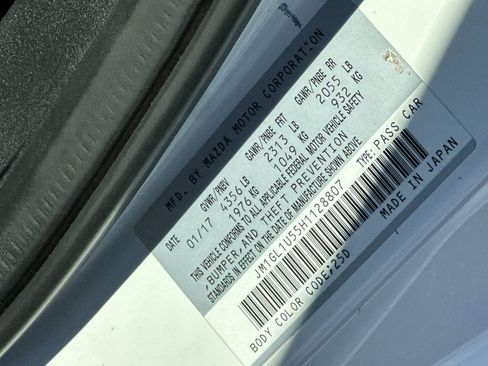 MFD. BY MAZDA MOTOR CORPORATION
GVWR/PNBV GAWR/PNBE FRT GAWR/PNBE RR
01/17 4356 LB 2313 LB 2055 LB
1976 KG 1049 KG 932 KG
THIS VEHICLE CONFORMS TO ALL APPLICABLE FEDERAL MOTOR VEHICLE SAFETY
, BUMPER, AND THEFT PREVENTION
STANDARDS IN EFFECT ON THE DATE OF MANUFACTURE SHOWN ABOVE.
JM1GL1U55H1128807 TYPE:PASS CAR
MADE IN JAPAN
BODY COLOR CODE/25D